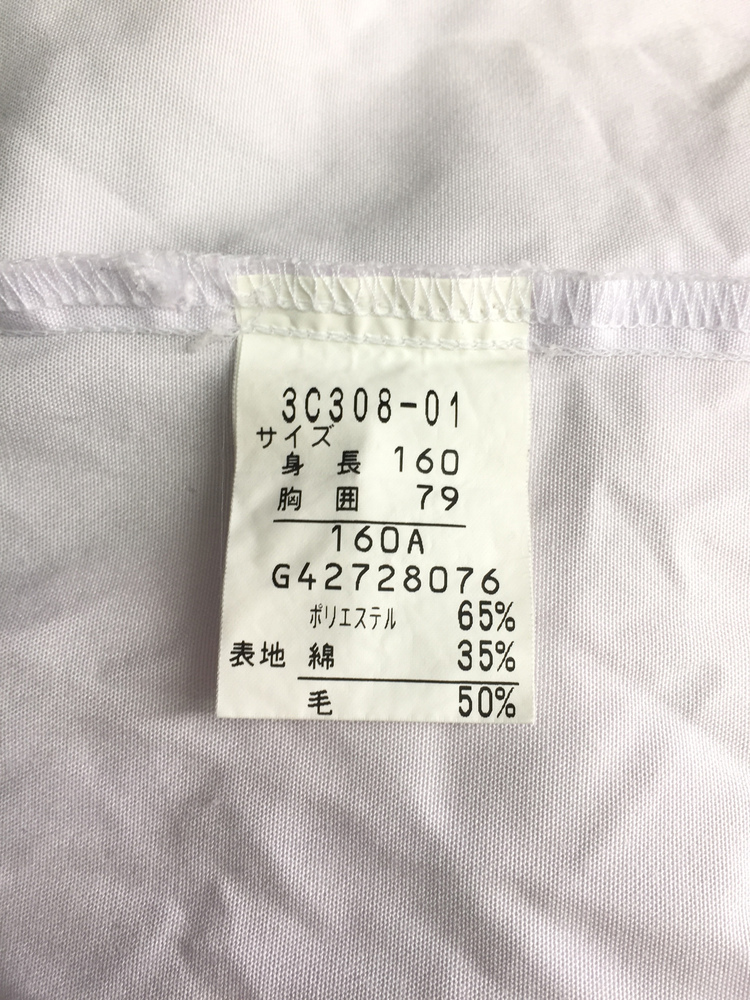 3C308-01
サイズ
身 長 160
胸 囲 79
160A
G42728076
ポリエステル 65%
表地 綿 35%
毛 50%